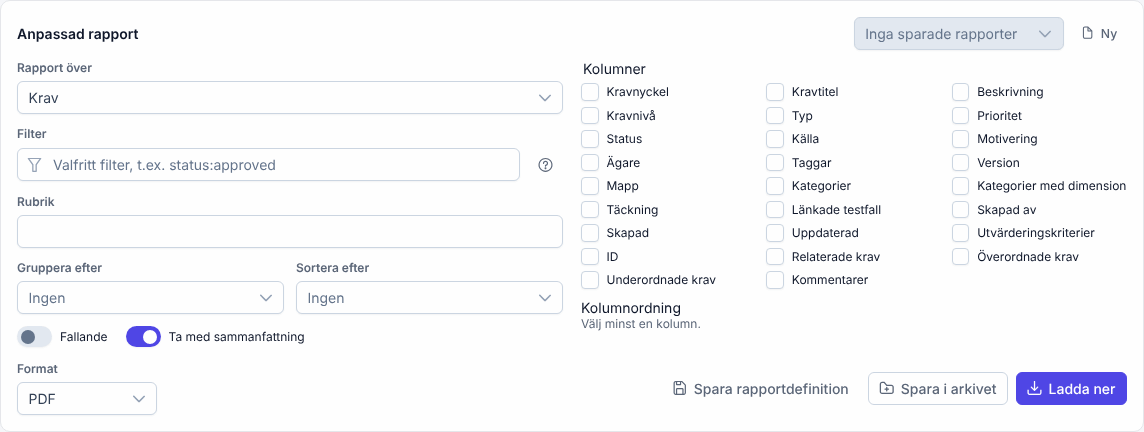 Anpassad rapport
Inga sparade rapporter
Ny
Rapport över
Krav
Filter
Valfritt filter, t.ex. status:approved
Rubrik
Gruppera efter
Sortera efter
Ingen
Ingen
Fallande
Ta med sammanfattning
Format
PDF
Kolumner
Kravnyckel
Kravtitel
Beskrivning
Kravnivå
Typ
Prioritet
Status
Källa
Motivering
Ägare
Taggar
Version
Mapp
Kategorier
Kategorier med dimension
Täckning
Länkade testfall
Skapad av
Skapad
Uppdaterad
Utvärderingskriterier
ID
Relaterade krav
Överordnade krav
Underordnade krav
Kommentarer
Kolumnordning
Välj minst en kolumn.
Spara rapportdefinition
Spara i arkivet
Ladda ner